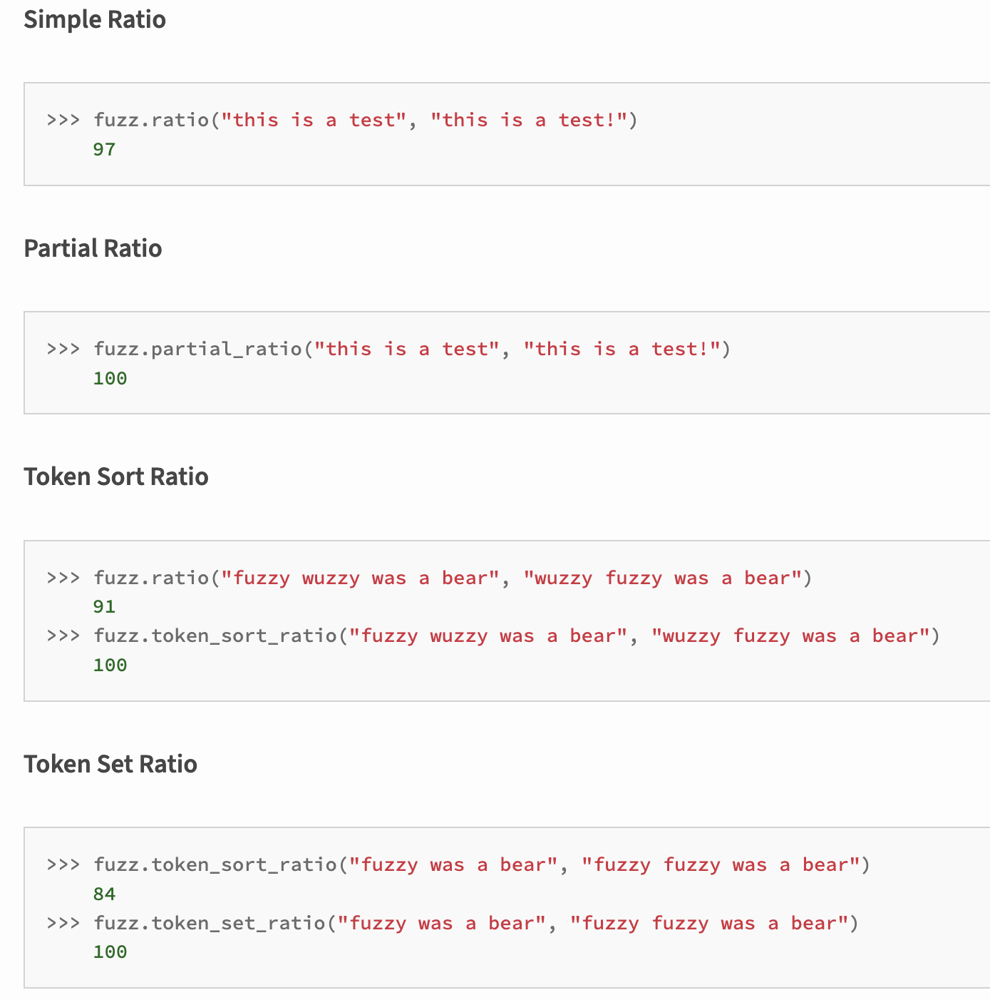 Simple Ratio
>>> fuzz.ratio("this is a test", "this is a test!")
    97
Partial Ratio
>>> fuzz.partial_ratio("this is a test", "this is a test!")
    100
Token Sort Ratio
>>> fuzz.ratio("fuzzy wuzzy was a bear", "wuzzy fuzzy was a bear")
    91
>>> fuzz.token_sort_ratio("fuzzy wuzzy was a bear", "wuzzy fuzzy was a bear")
    100
Token Set Ratio
>>> fuzz.token_sort_ratio("fuzzy was a bear", "fuzzy fuzzy was a bear")
    84
>>> fuzz.token_set_ratio("fuzzy was a bear", "fuzzy fuzzy was a bear")
    100